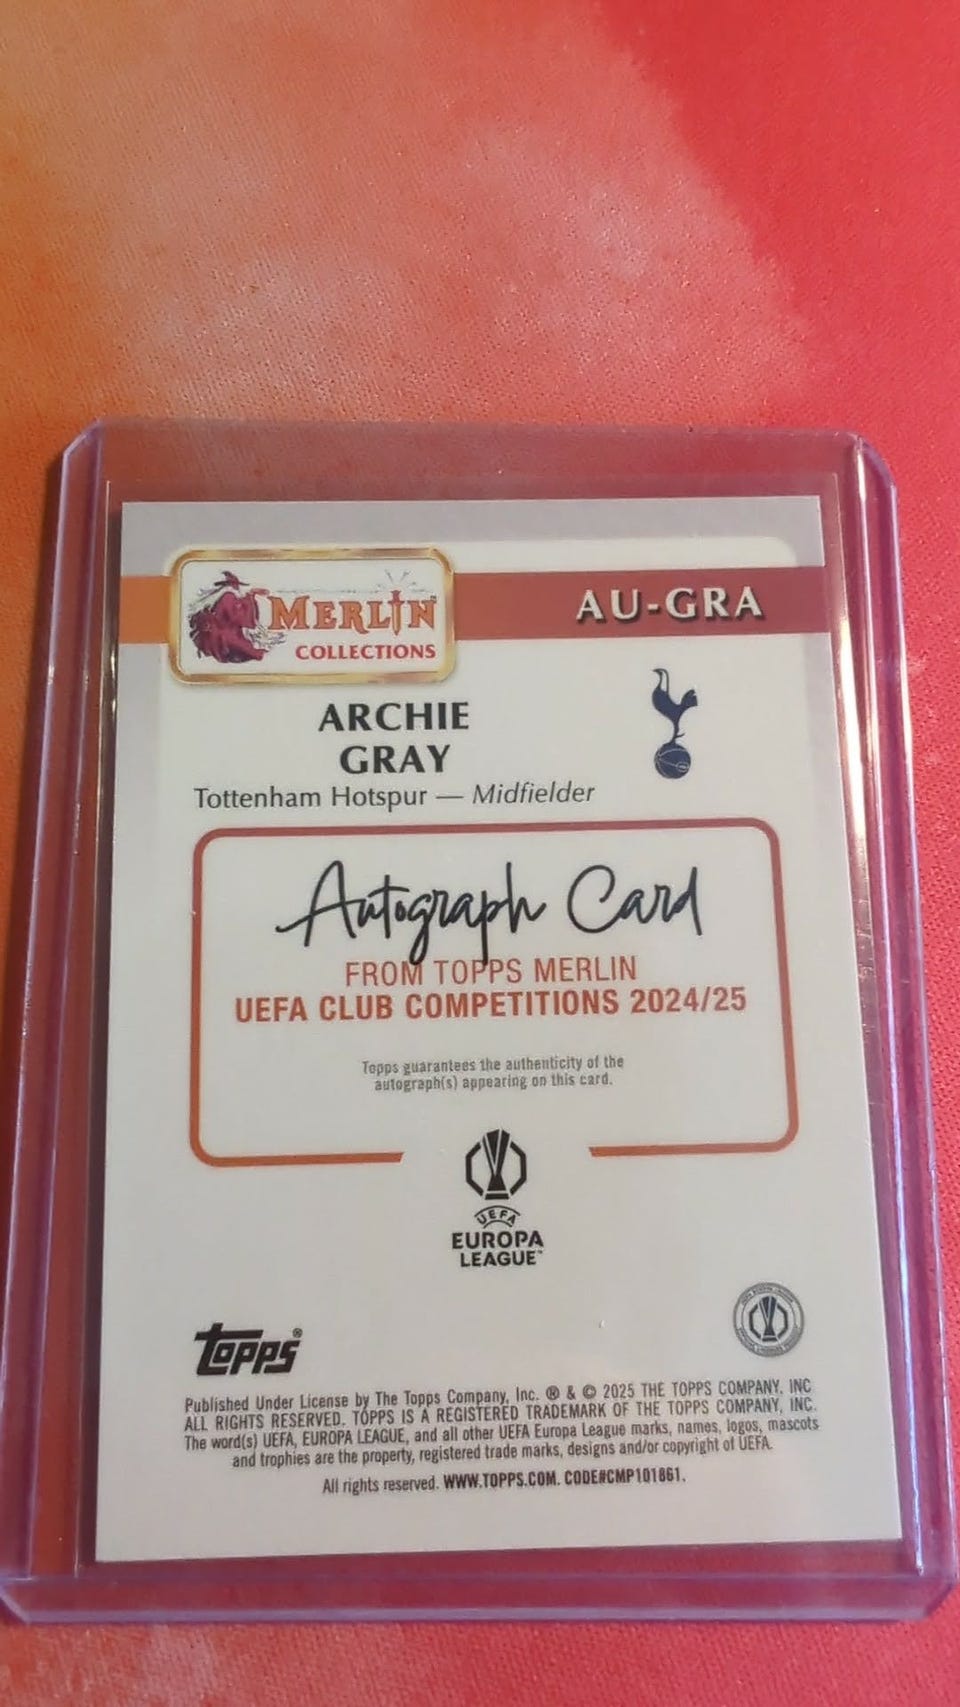 MERLIN
COLLECTIONS
AU-GRA
ARCHIE
GRAY
Tottenham Hotspur — Midfielder
Autograph Card
FROM TOPPS MERLIN
UEFA CLUB COMPETITIONS 2024/25
Topps guarantees the authenticity of the
autograph(s) appearing on this card.
UEFA
EUROPA
LEAGUE™
Topps®
Published Under License by The Topps Company, Inc. ® & © 2025 THE TOPPS COMPANY, INC
ALL RIGHTS RESERVED. TOPPS IS A REGISTERED TRADEMARK OF THE TOPPS COMPANY, INC.
The word(s) UEFA, EUROPA LEAGUE, and all other UEFA Europa League marks, names, logos, mascots
and trophies are the property, registered trade marks, designs and/or copyright of UEFA.
All rights reserved. WWW.TOPPS.COM. CODE#CMP101861.